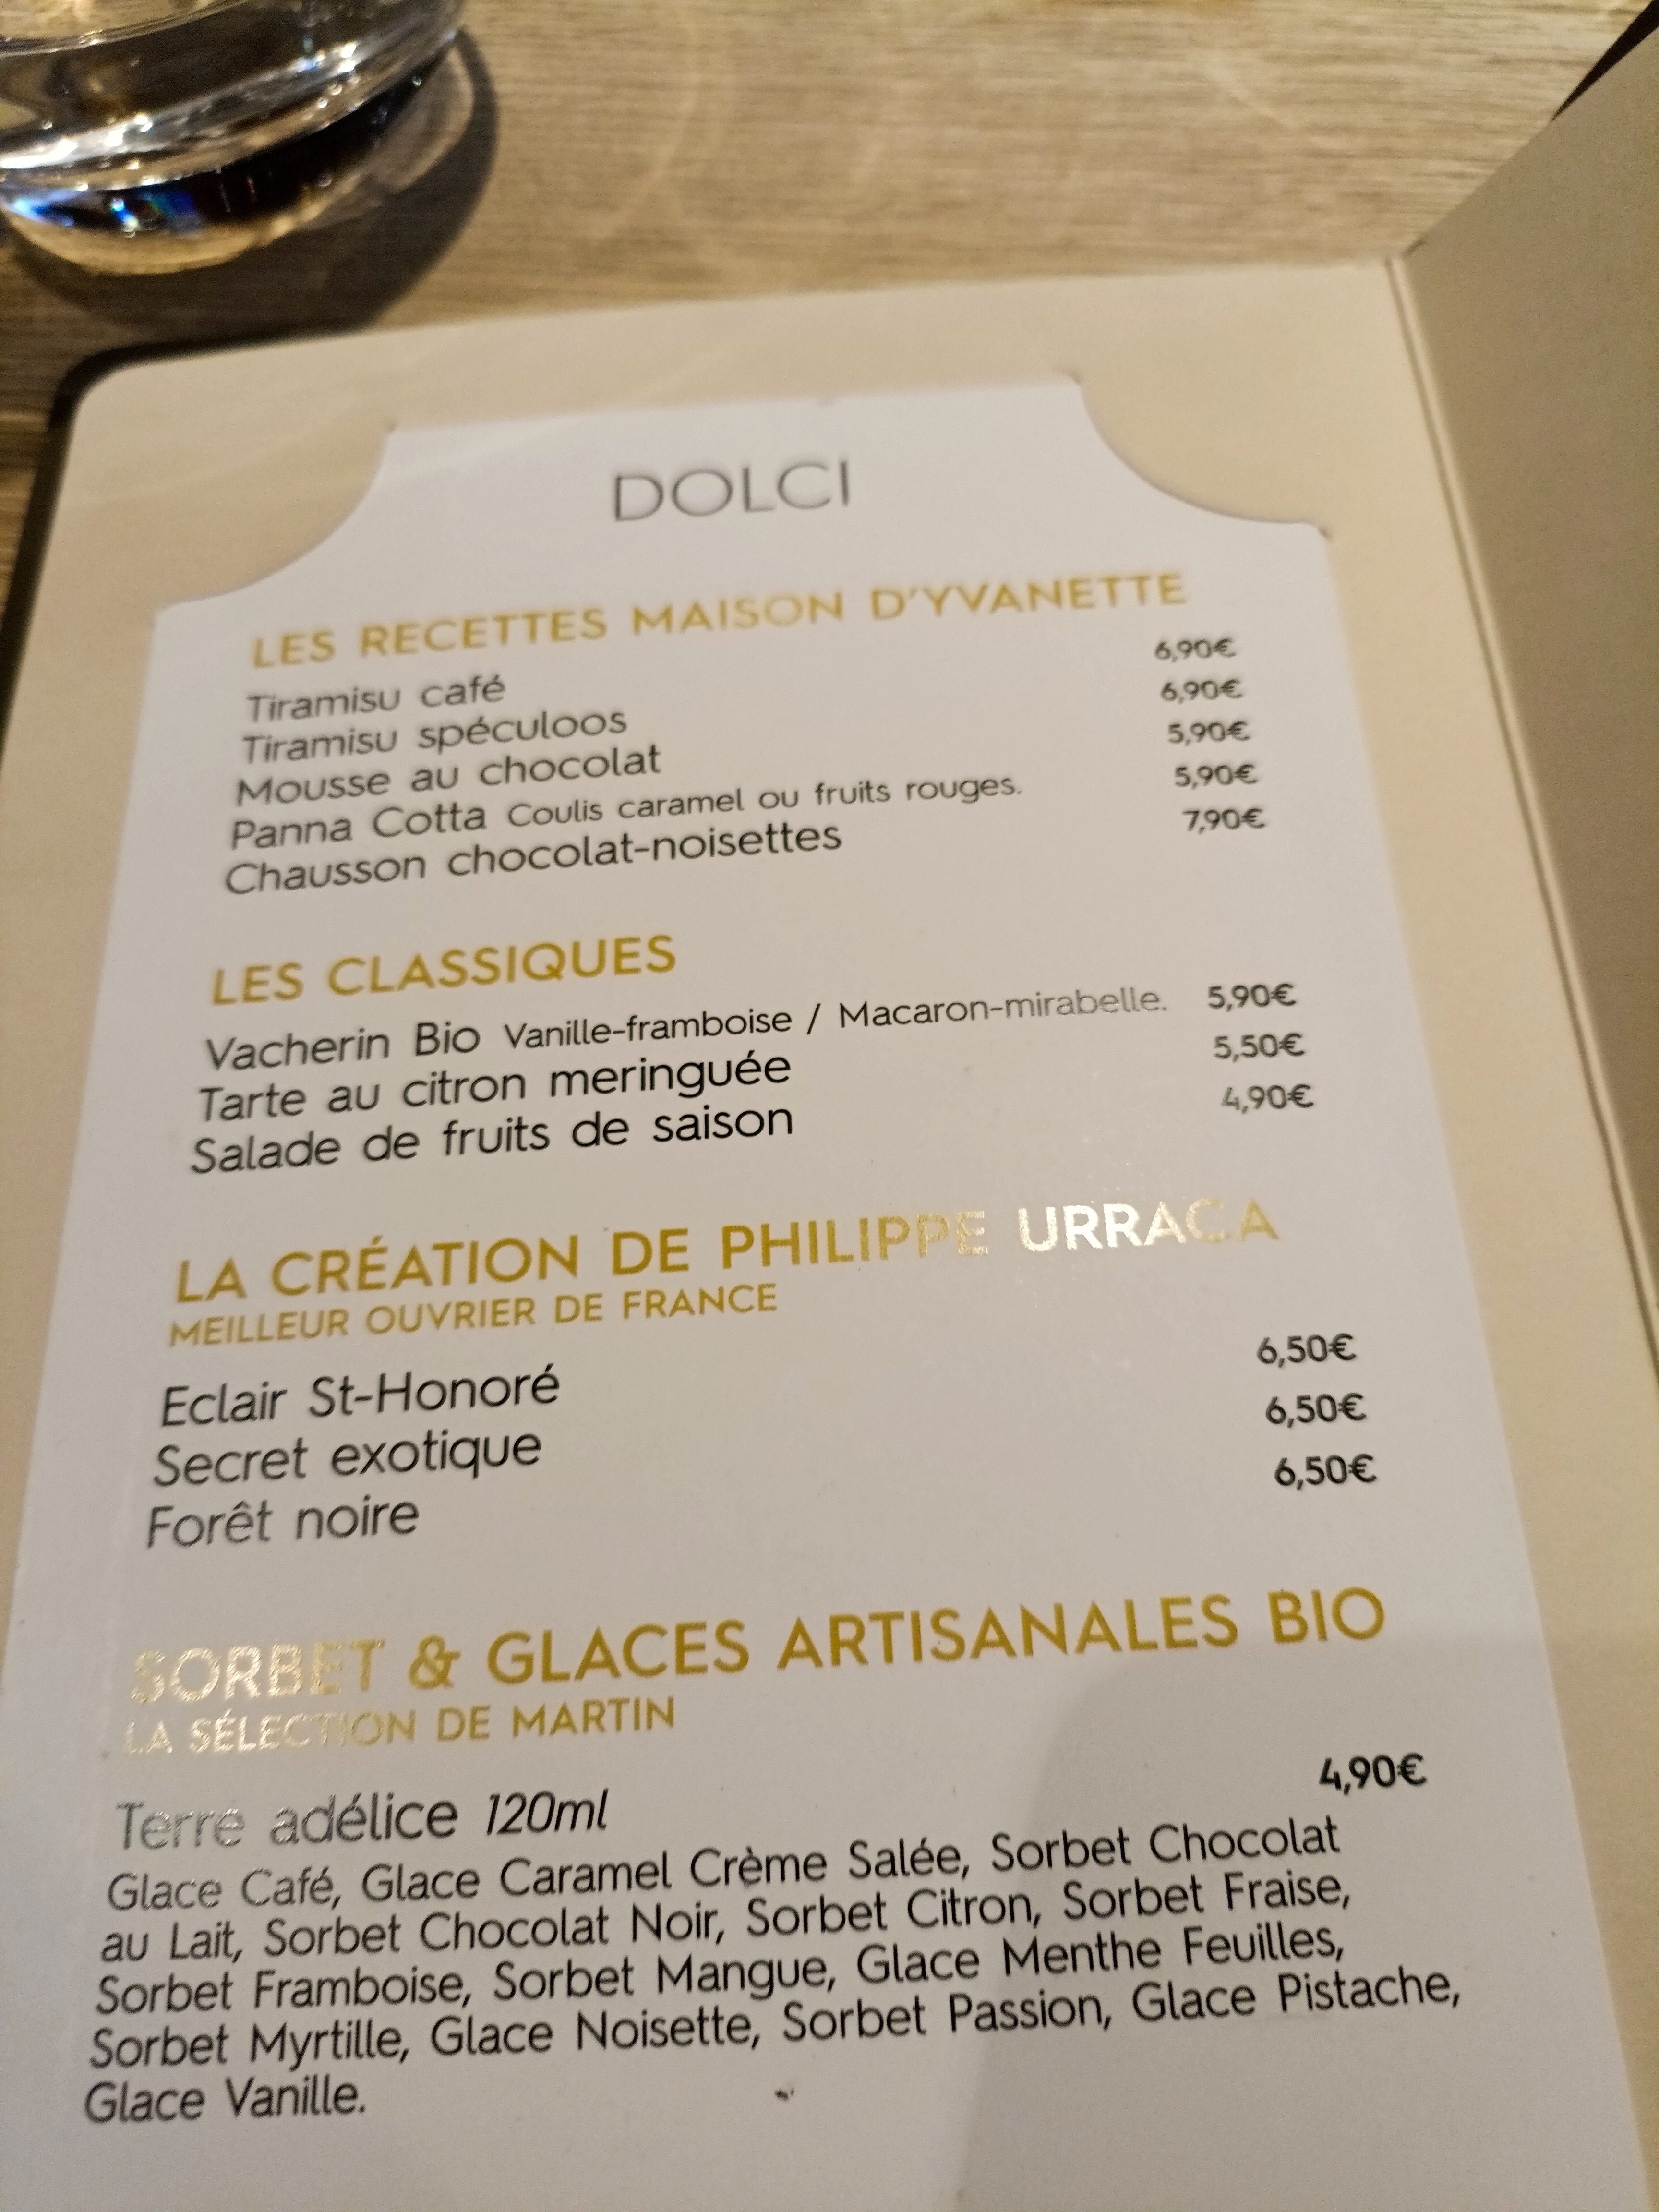 DOLCI
LES RECETTES MAISON D'YVANETTE
Tiramisu café 6,90€
Tiramisu spéculoos 6,90€
Mousse au chocolat 5,90€
Panna Cotta Coulis caramel ou fruits rouges. 5,90€
Chausson chocolat-noisettes 7,90€
LES CLASSIQUES
Vacherin Bio Vanille-framboise / Macaron-mirabelle. 5,90€
Tarte au citron meringuée 5,50€
Salade de fruits de saison 4,90€
LA CRÉATION DE PHILIPPE URRACA
MEILLEUR OUVRIER DE FRANCE
Eclair St-Honoré 6,50€
Secret exotique 6,50€
Forêt noire 6,50€
SORBET & GLACES ARTISANALES BIO
LA SÉLECTION DE MARTIN
Terre adélice 120ml 4,90€
Glace Café, Glace Caramel Crème Salée, Sorbet Chocolat
au Lait, Sorbet Chocolat Noir, Sorbet Citron, Sorbet Fraise,
Sorbet Framboise, Sorbet Mangue, Glace Menthe Feuilles,
Sorbet Myrtille, Glace Noisette, Sorbet Passion, Glace Pistache,
Glace Vanille.